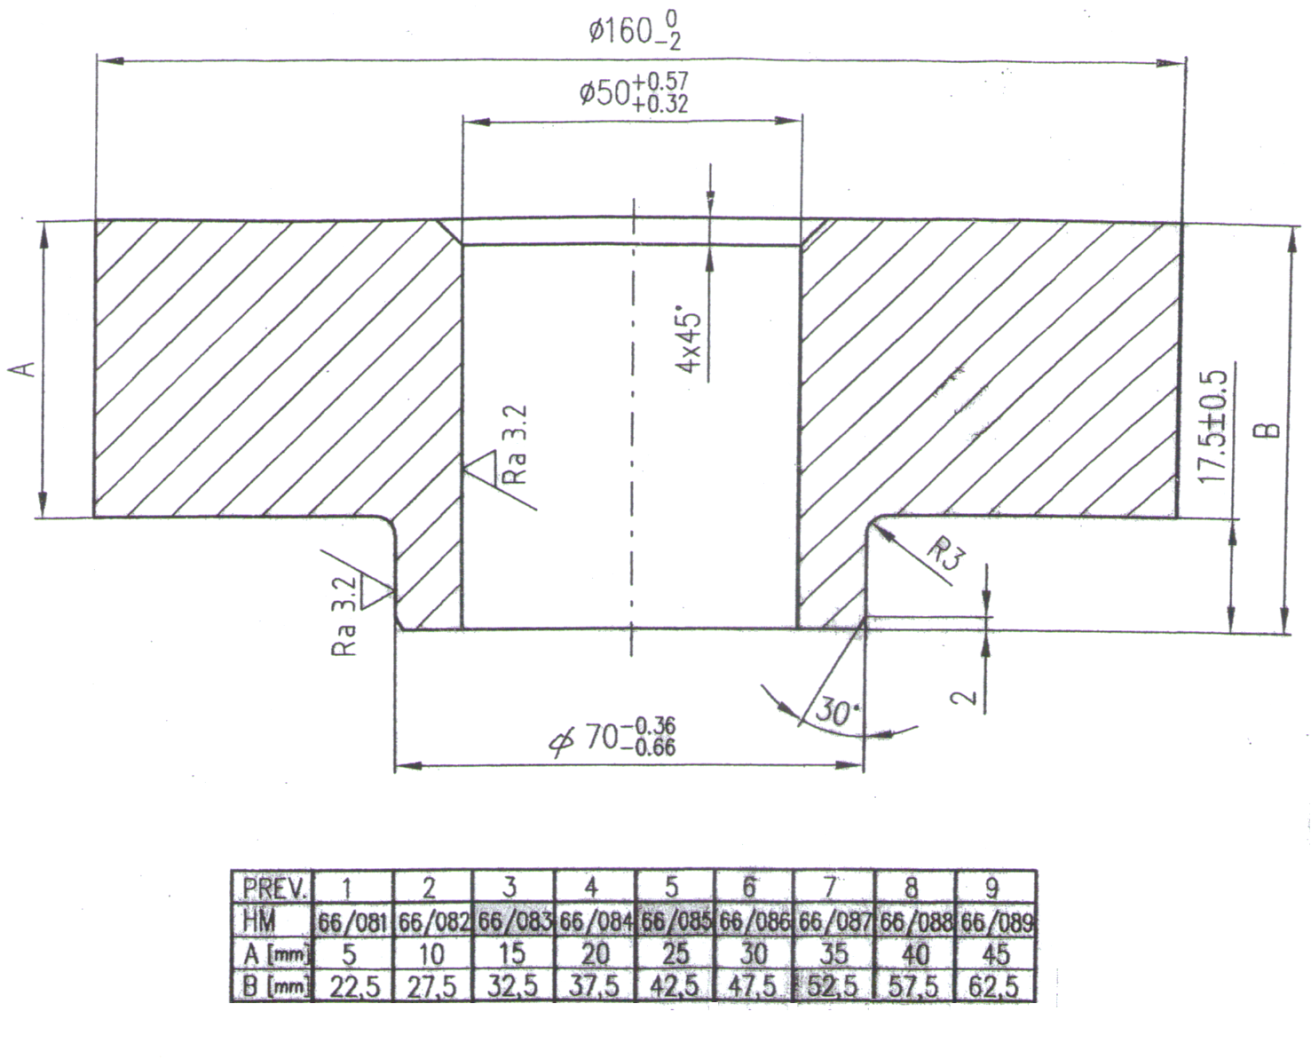 ø160 0 -2
ø50 +0.57 +0.32
4x45°
A
B
17.5±0.5
Ra 3.2
R3
Ra 3.2
2
30°
ø 70 -0.36 -0.66
PREV. 1 2 3 4 5 6 7 8 9
HM 66/081 66/082 66/083 66/084 66/085 66/086 66/087 66/088 66/089
A [mm] 5 10 15 20 25 30 35 40 45
B [mm] 22,5 27,5 32,5 37,5 42,5 47,5 52,5 57,5 62,5